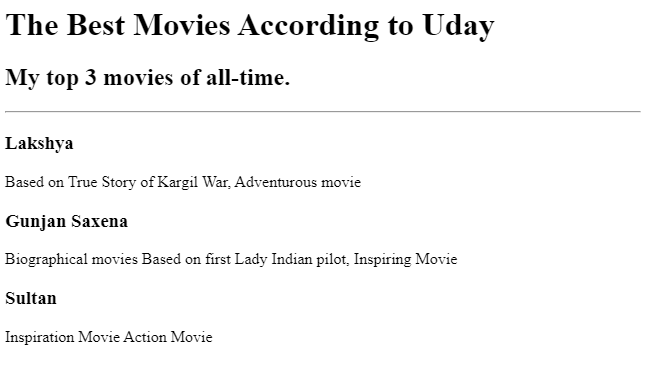 The Best Movies According to Uday
My top 3 movies of all-time.
Lakshya
Based on True Story of Kargil War, Adventurous movie
Gunjan Saxena
Biographical movies Based on first Lady Indian pilot, Inspiring Movie
Sultan
Inspiration Movie Action Movie